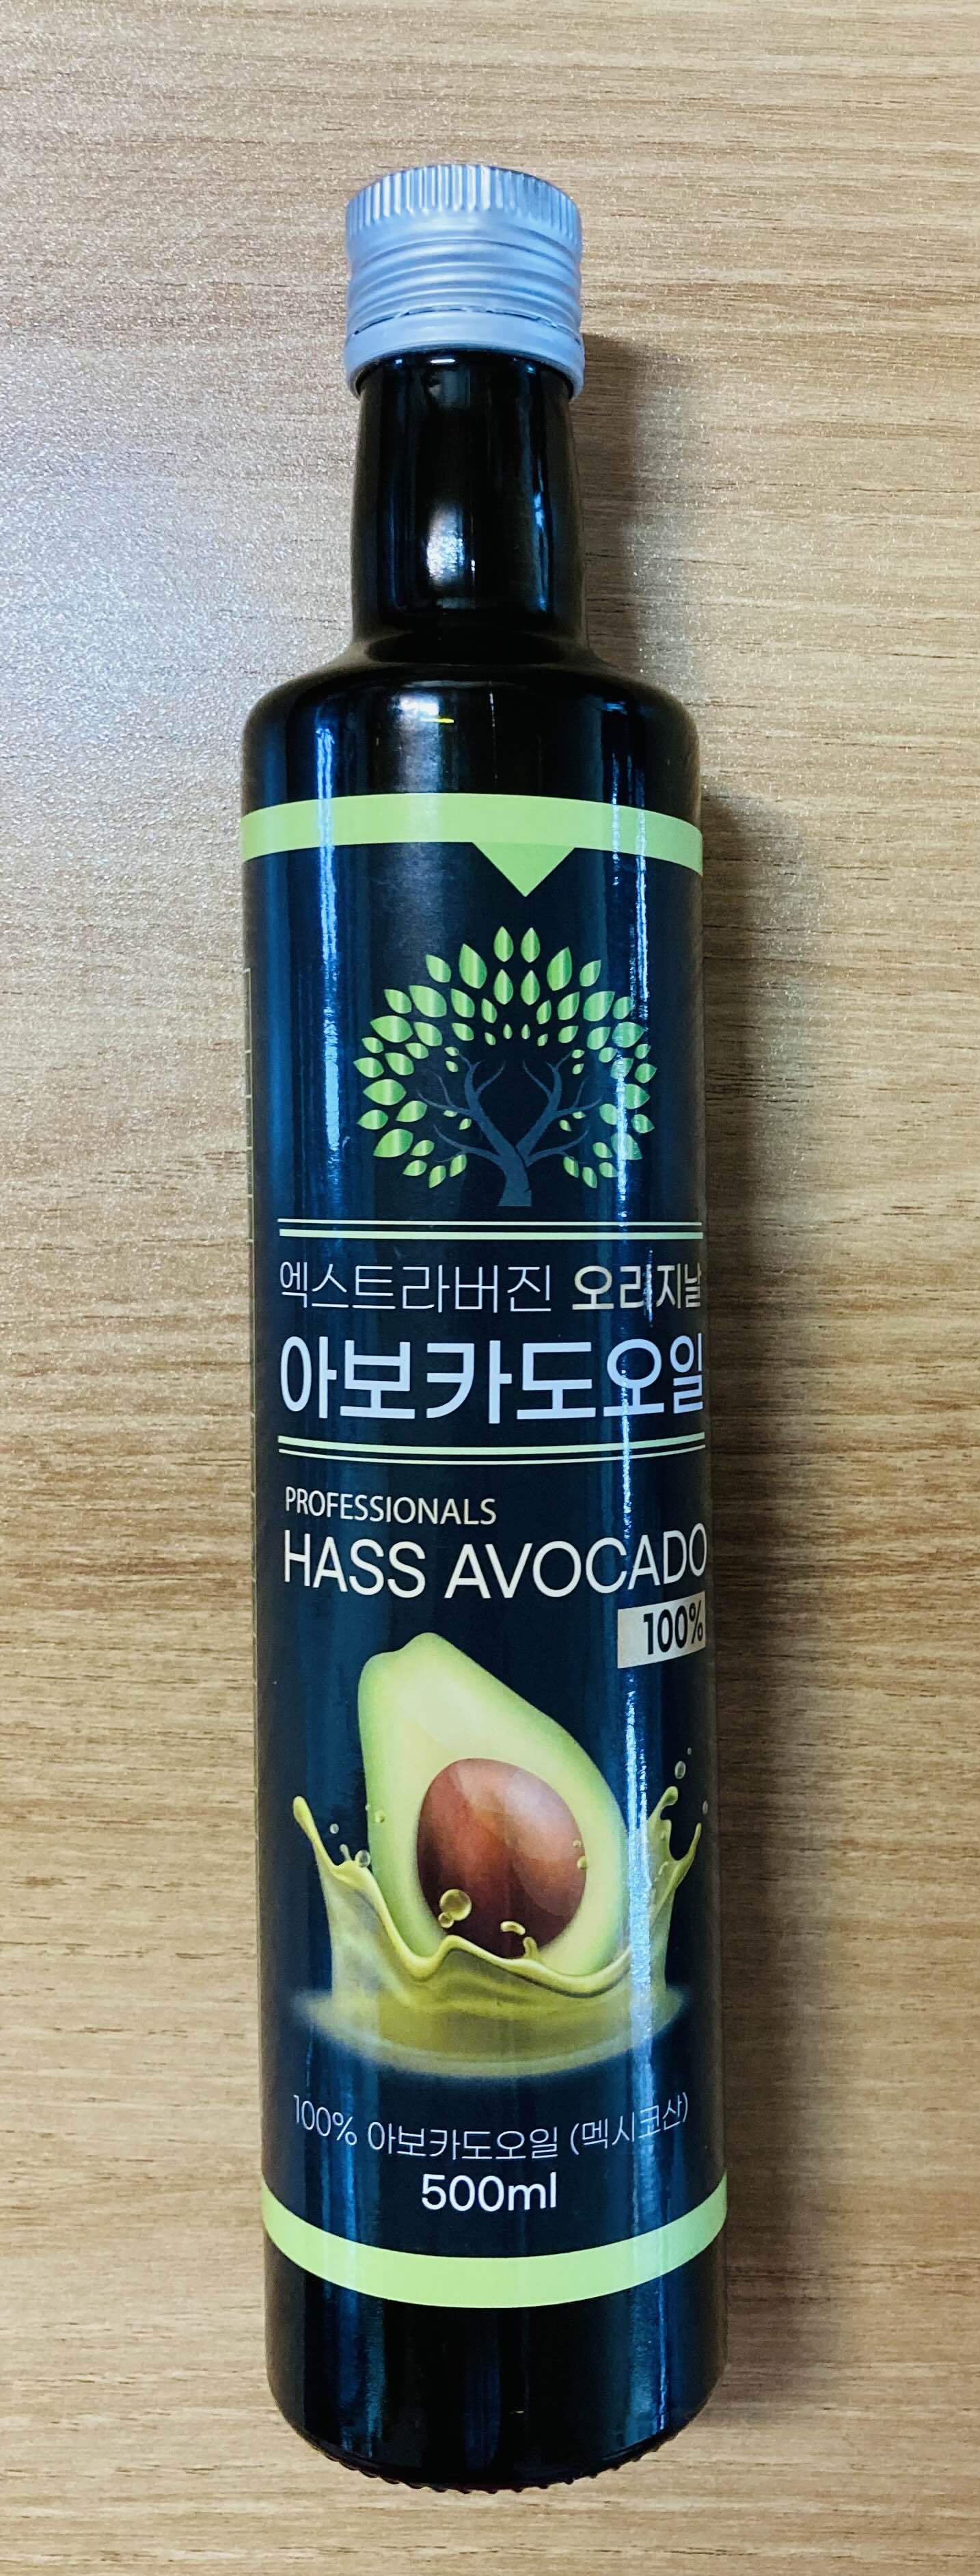 엑스트라버진 오리지날
아보카도오일
PROFESSIONALS
HASS AVOCADO
100%
100% 아보카도오일 (멕시코산)
500ml